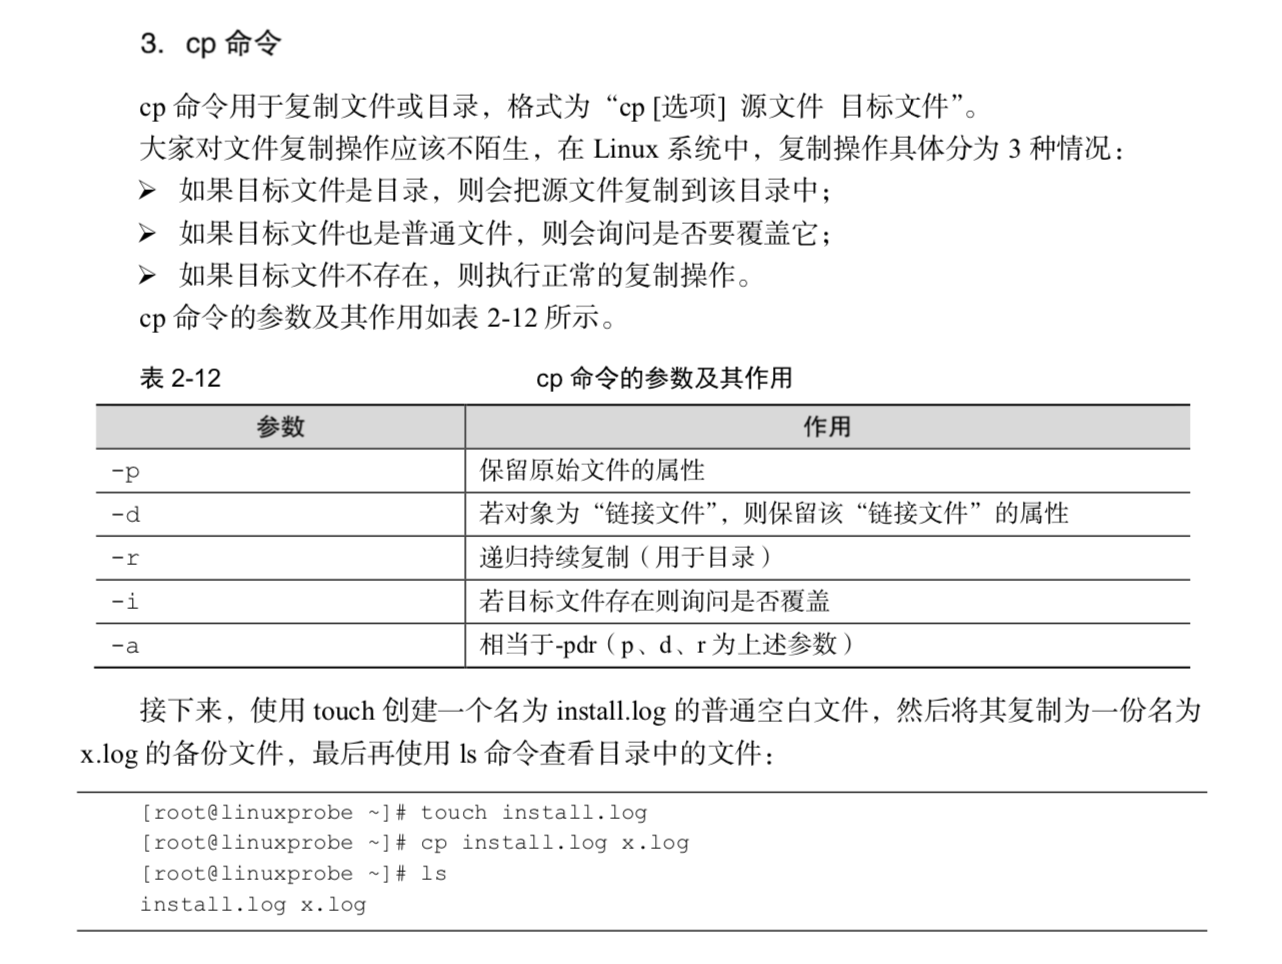 3. cp 命令
cp 命令用于复制文件或目录，格式为“cp [选项] 源文件 目标文件”。
大家对文件复制操作应该不陌生，在 Linux 系统中，复制操作具体分为 3 种情况：
➢ 如果目标文件是目录，则会把源文件复制到该目录中；
➢ 如果目标文件也是普通文件，则会询问是否要覆盖它；
➢ 如果目标文件不存在，则执行正常的复制操作。
cp 命令的参数及其作用如表 2-12 所示。
表 2-12 cp 命令的参数及其作用
参数 作用
-p 保留原始文件的属性
-d 若对象为“链接文件”，则保留该“链接文件”的属性
-r 递归持续复制（用于目录）
-i 若目标文件存在则询问是否覆盖
-a 相当于-pdr（p、d、r 为上述参数）
接下来，使用 touch 创建一个名为 install.log 的普通空白文件，然后将其复制为一份名为
x.log 的备份文件，最后再使用 ls 命令查看目录中的文件：
[root@linuxprobe ~]# touch install.log
[root@linuxprobe ~]# cp install.log x.log
[root@linuxprobe ~]# ls
install.log x.log